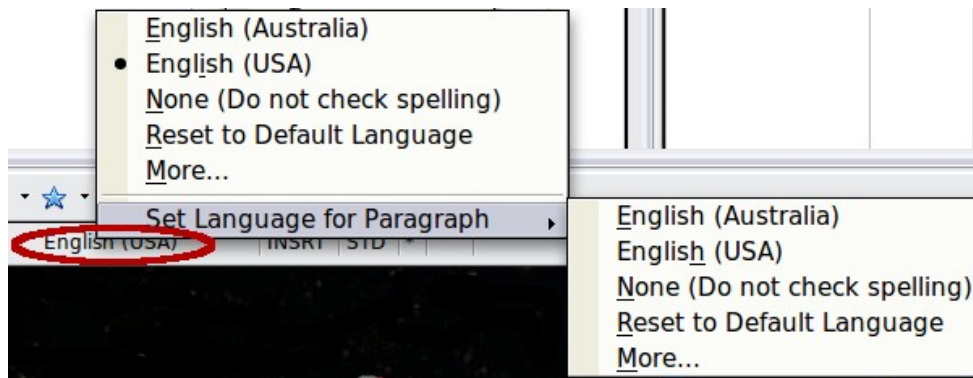 English (Australia)
English (USA)
None (Do not check spelling)
Reset to Default Language
More...
Set Language for Paragraph
English (USA) INSRT STD *
English (Australia)
English (USA)
None (Do not check spelling)
Reset to Default Language
More...